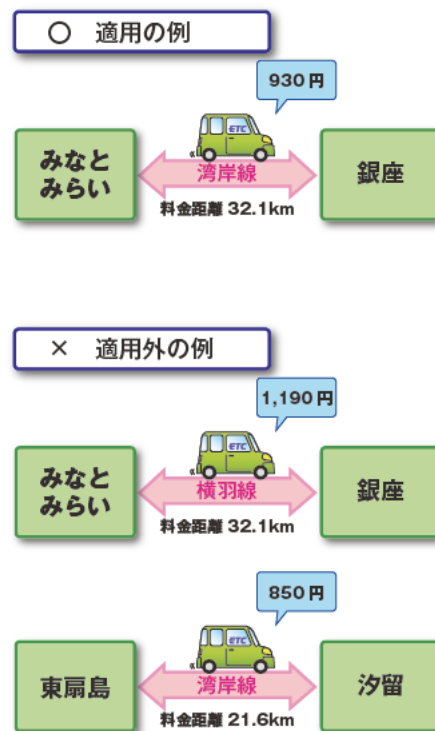 ○ 適用の例
930円
ETC
みなと
みらい
湾岸線
銀座
料金距離 32.1km
× 適用外の例
1,190円
ETC
みなと
みらい
横羽線
銀座
料金距離 32.1km
850円
ETC
東扇島
湾岸線
汐留
料金距離 21.6km